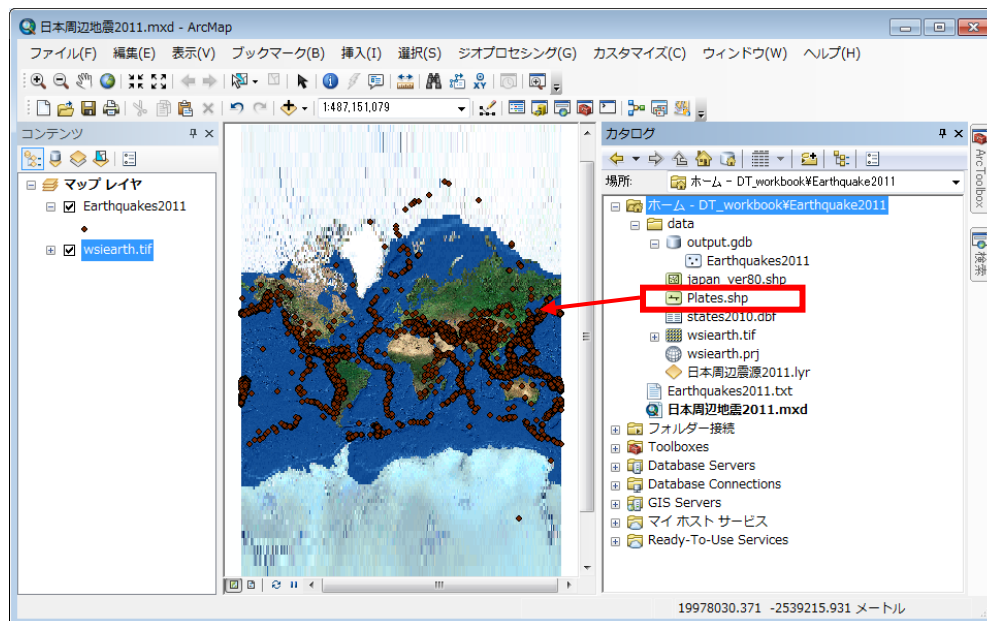 日本周辺地震2011.mxd - ArcMap
ファイル(F) 編集(E) 表示(V) ブックマーク(B) 挿入(I) 選択(S) ジオプロセシング(G) カスタマイズ(C) ウィンドウ(W) ヘルプ(H)
1:487,151,079
コンテンツ
マップ レイヤ
Earthquakes2011
wsiearth.tif
カタログ
場所:
ホーム - DT_workbook¥Earthquake2011
ホーム - DT_workbook¥Earthquake2011
data
output.gdb
Earthquakes2011
japan_ver80.shp
Plates.shp
states2010.dbf
wsiearth.tif
wsiearth.prj
日本周辺震源2011.lyr
Earthquakes2011.txt
日本周辺地震2011.mxd
フォルダー接続
Toolboxes
Database Servers
Database Connections
GIS Servers
マイ ホスト サービス
Ready-To-Use Services
ArcToolbox
検索
19978030.371 -2539215.931 メートル